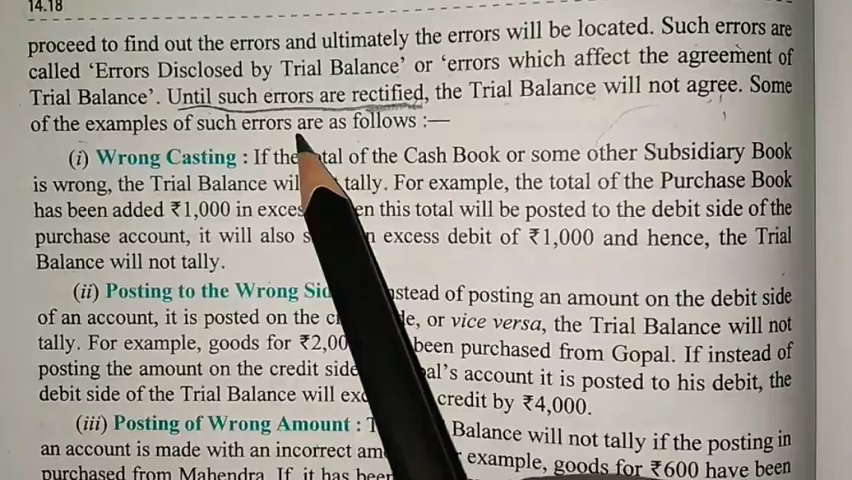 14.18
proceed to find out the errors and ultimately the errors will be located. Such errors are
called 'Errors Disclosed by Trial Balance' or 'errors which affect the agreement of
Trial Balance'. Until such errors are rectified, the Trial Balance will not agree. Some
of the examples of such errors are as follows :—
(i) Wrong Casting : If the total of the Cash Book or some other Subsidiary Book
is wrong, the Trial Balance will tally. For example, the total of the Purchase Book
has been added ₹1,000 in excess en this total will be posted to the debit side of the
purchase account, it will also excess debit of ₹1,000 and hence, the Trial
Balance will not tally.
(ii) Posting to the Wrong Sid nstead of posting an amount on the debit side
of an account, it is posted on the or vice versa, the Trial Balance will not
tally. For example, goods for ₹2,00 been purchased from Gopal. If instead of
posting the amount on the credit side al's account it is posted to his debit, the
debit side of the Trial Balance will credit by ₹4,000.
(iii) Posting of Wrong Amount : Balance will not tally if the posting in
an account is made with an incorrect example, goods for ₹600 have been
purchased from Mahendra. If it has been